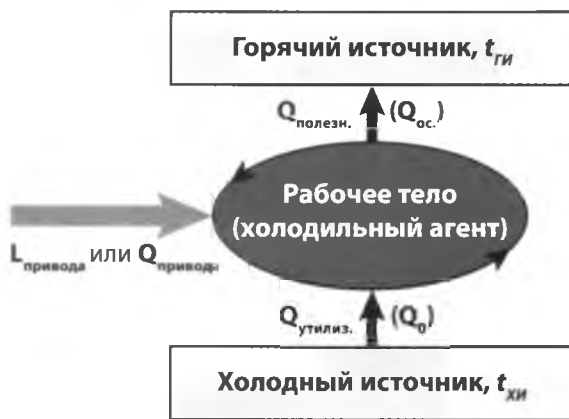 Горячий источник, tги
Qполезн. (Qос.)
Рабочее тело
(холодильный агент)
Lпривода или Qпривода
Qутилиз. (Q0)
Холодный источник, tхи